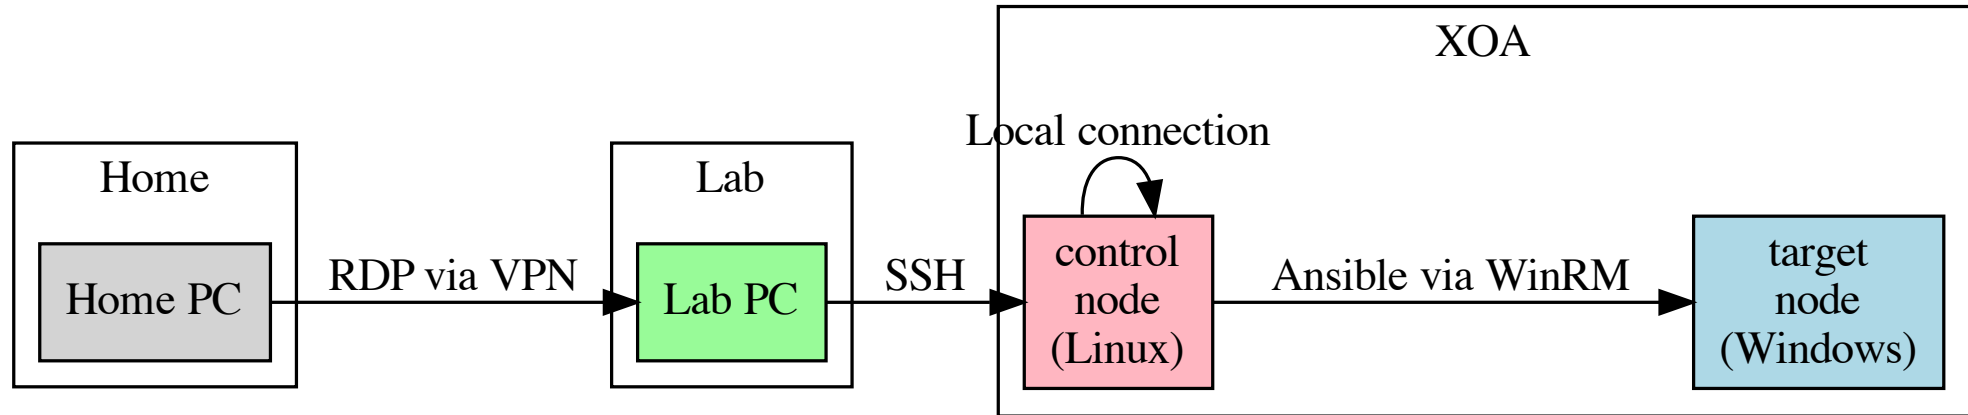 XOA
Local connection
Home
Lab
Home PC
RDP via VPN
Lab PC
SSH
control
node
(Linux)
Ansible via WinRM
target
node
(Windows)